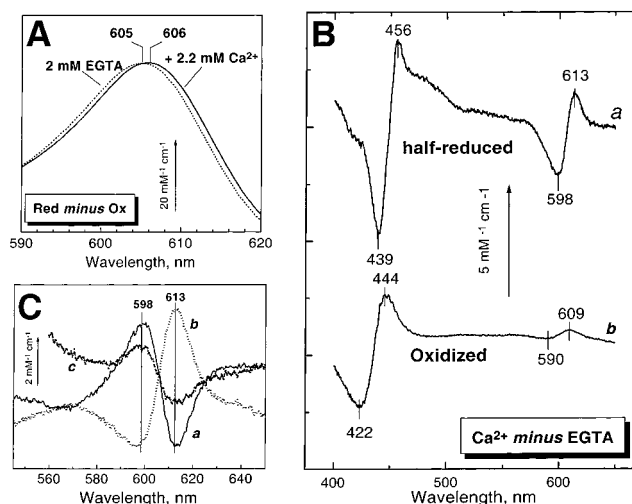 A
605 606
2 mM EGTA
+ 2.2 mM Ca²⁺
20 mM⁻¹ cm⁻¹
Red minus Ox
590 600 610 620
Wavelength, nm
B
456
613
a
half-reduced
598
439
5 mM⁻¹ cm⁻¹
444
609
b
590
Oxidized
422
Ca²⁺ minus EGTA
400 500 600
Wavelength, nm
C
598 613
2 mM⁻¹ cm⁻¹
b
c
a
560 580 600 620 640
Wavelength, nm